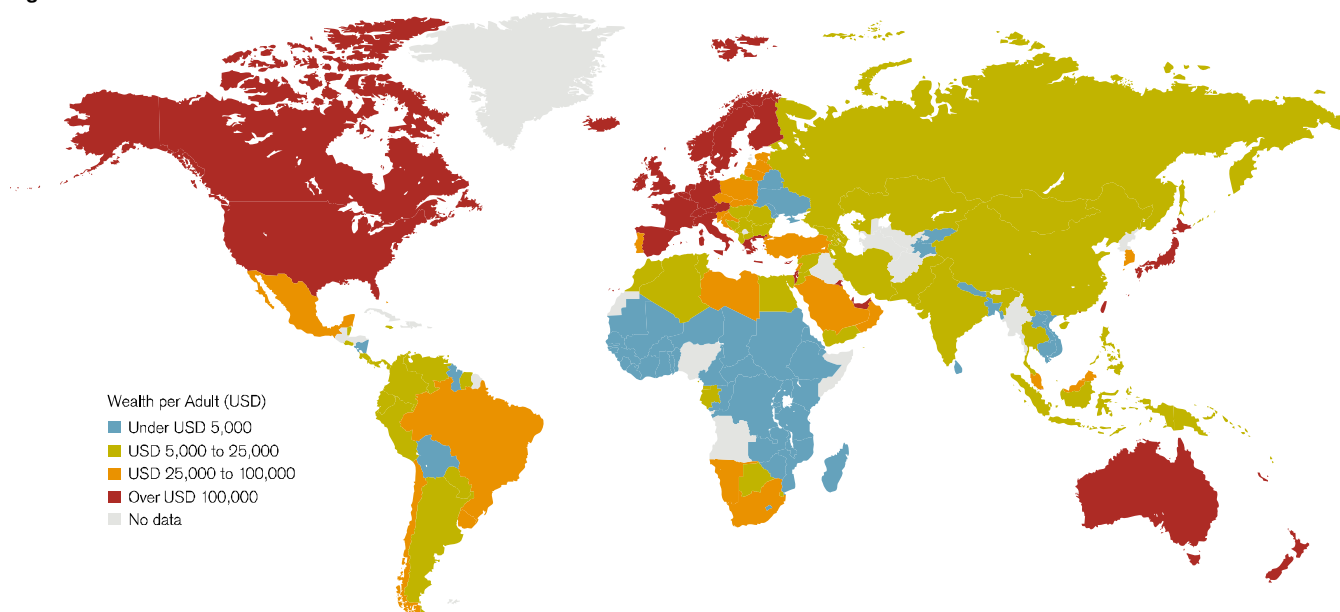 Wealth per Adult (USD)
Under USD 5,000
USD 5,000 to 25,000
USD 25,000 to 100,000
Over USD 100,000
No data